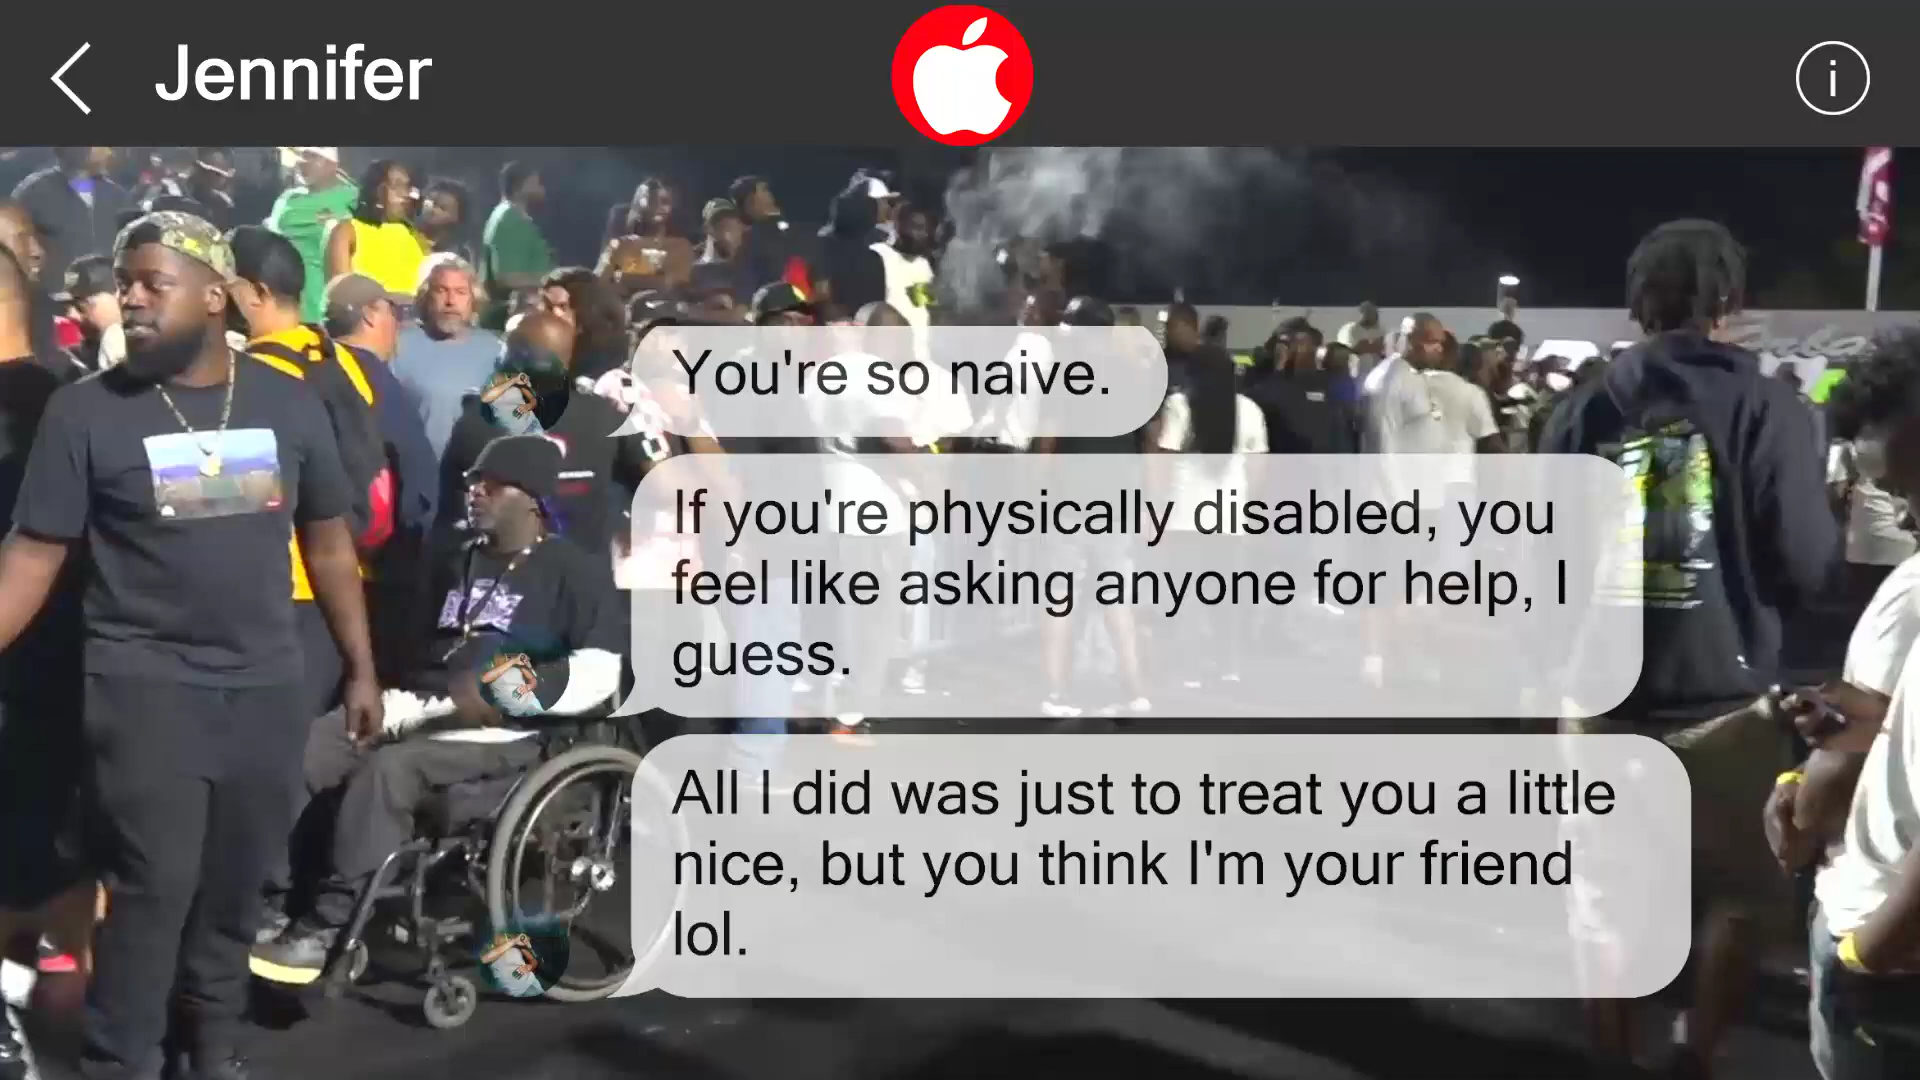 Jennifer
i
You're so naive.
If you're physically disabled, you
feel like asking anyone for help, I
guess.
All I did was just to treat you a little
nice, but you think I'm your friend
lol.